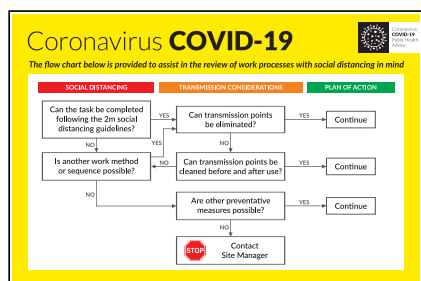 Coronavirus COVID-19
Coronavirus
COVID-19
Public Health
Advice
The flow chart below is provided to assist in the review of work processes with social distancing in mind
SOCIAL DISTANCING
TRANSMISSION CONSIDERATIONS
PLAN OF ACTION
Can the task be completed
following the 2m social
distancing guidelines?
YES
Can transmission points
be eliminated?
YES
Continue
NO
YES
NO
Is another work method
or sequence possible?
NO
Can transmission points be
cleaned before and after use?
YES
Continue
NO
Are other preventative
measures possible?
YES
Continue
NO
STOP
Contact
Site Manager